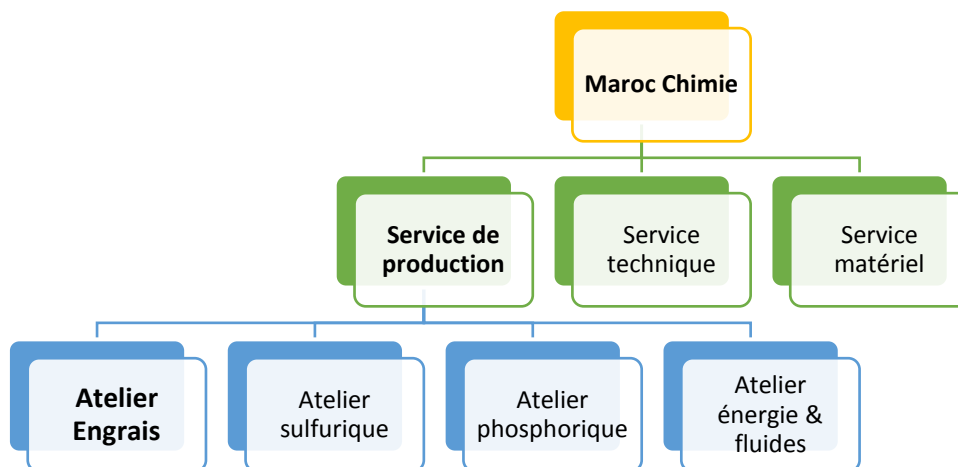 Maroc Chimie
Service de
production
Service
technique
Service
matériel
Atelier
Engrais
Atelier
sulfurique
Atelier
phosphorique
Atelier
énergie &
fluides